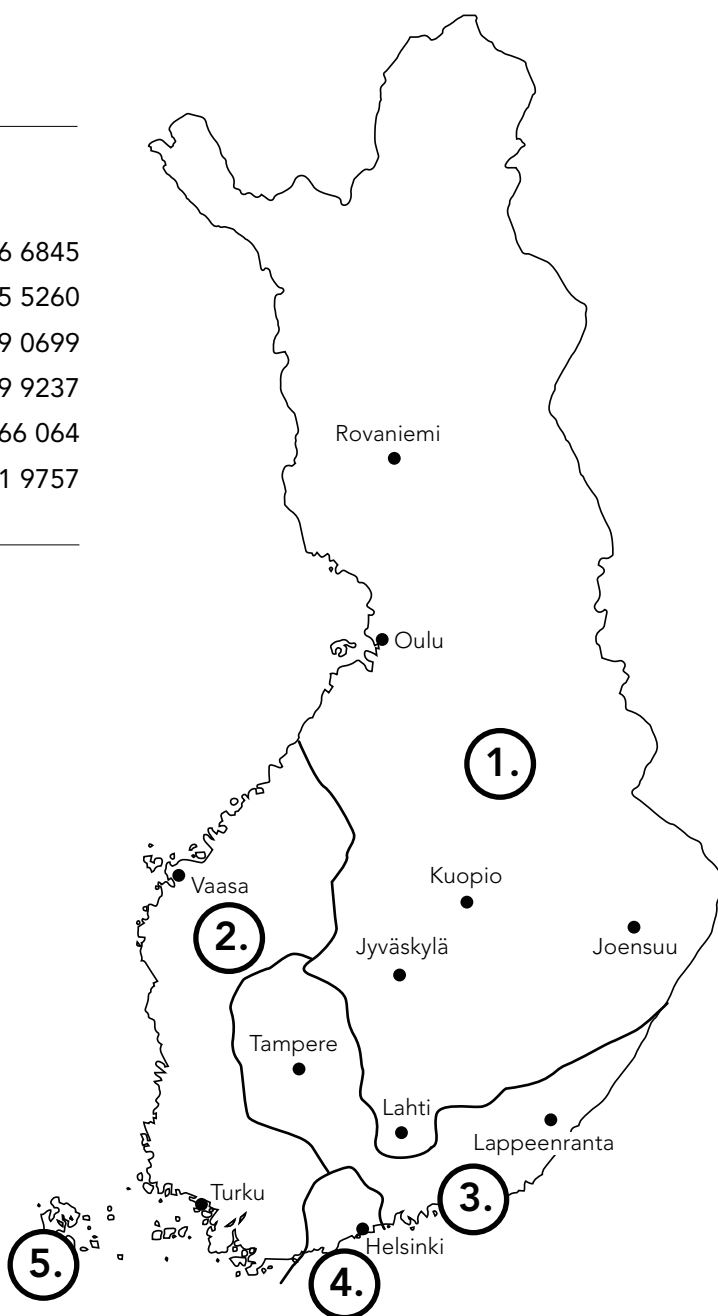 6 6845
5 5260
9 0699
9 9237
66 064
1 9757
Rovaniemi
Oulu
1.
Kuopio
Vaasa
2.
Jyväskylä
Joensuu
Tampere
Lahti
Lappeenranta
Turku
3.
Helsinki
5.
4.